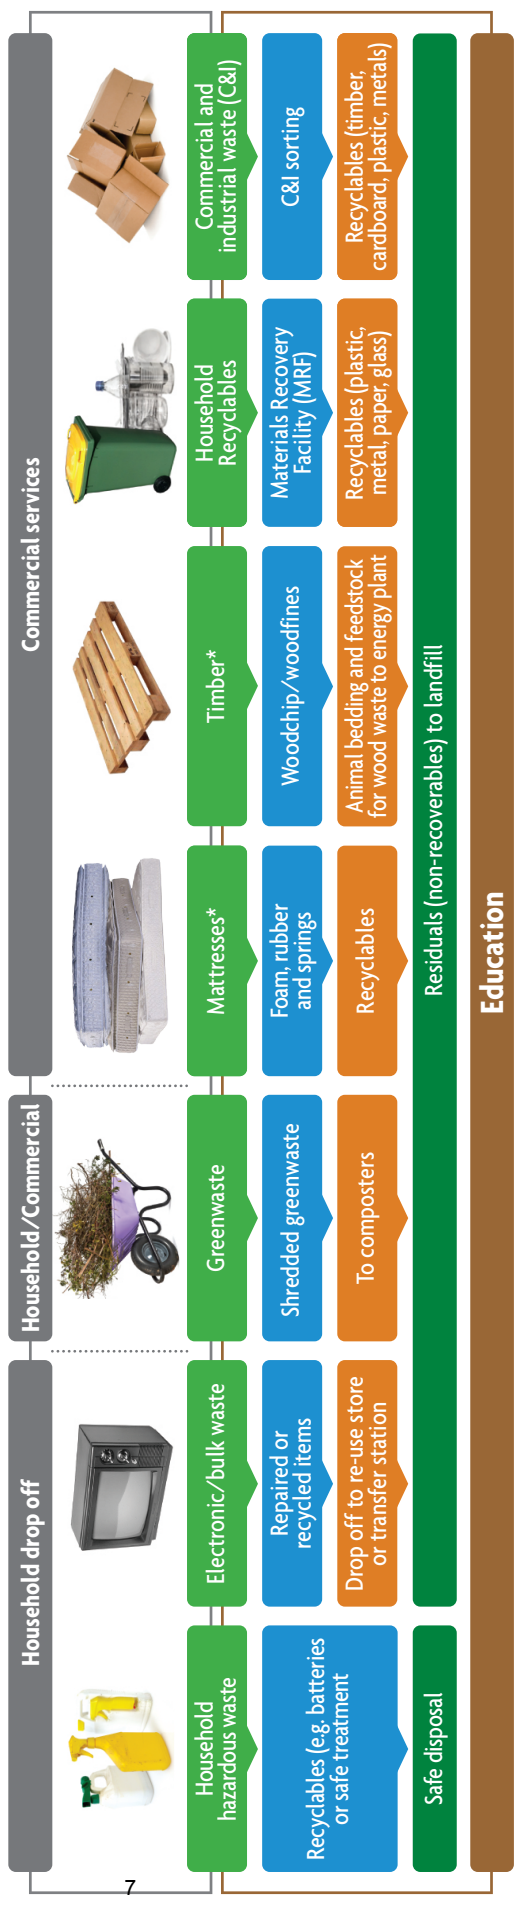 Household drop off
Household/Commercial
Commercial services
Household
hazardous waste
Electronic/bulk waste
Greenwaste
Mattresses*
Timber*
Household
Recyclables
Commercial and
industrial waste (C&I)
Recyclables (e.g. batteries
or safe treatment
Repaired or
recycled items
Shredded greenwaste
Foam, rubber
and springs
Woodchip/woodfines
Materials Recovery
Facility (MRF)
C&I sorting
Drop off to re-use store
or transfer station
To composters
Recyclables
Animal bedding and feedstock
for wood waste to energy plant
Recyclables (plastic,
metal, paper, glass)
Recyclables (timber,
cardboard, plastic, metals)
Safe disposal
Residuals (non-recoverables) to landfill
Education
7